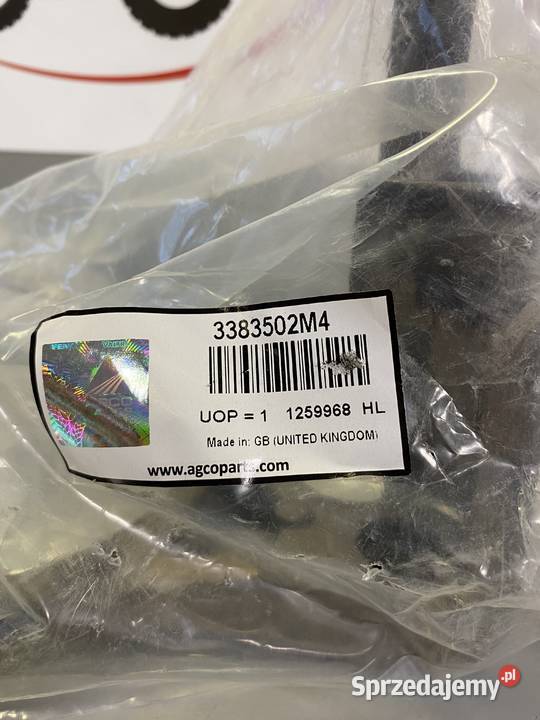 3383502M4
UOP = 1 1259968 HL
Made in: GB (UNITED KINGDOM)
www.agcoparts.com
Sprzedajemy.pl